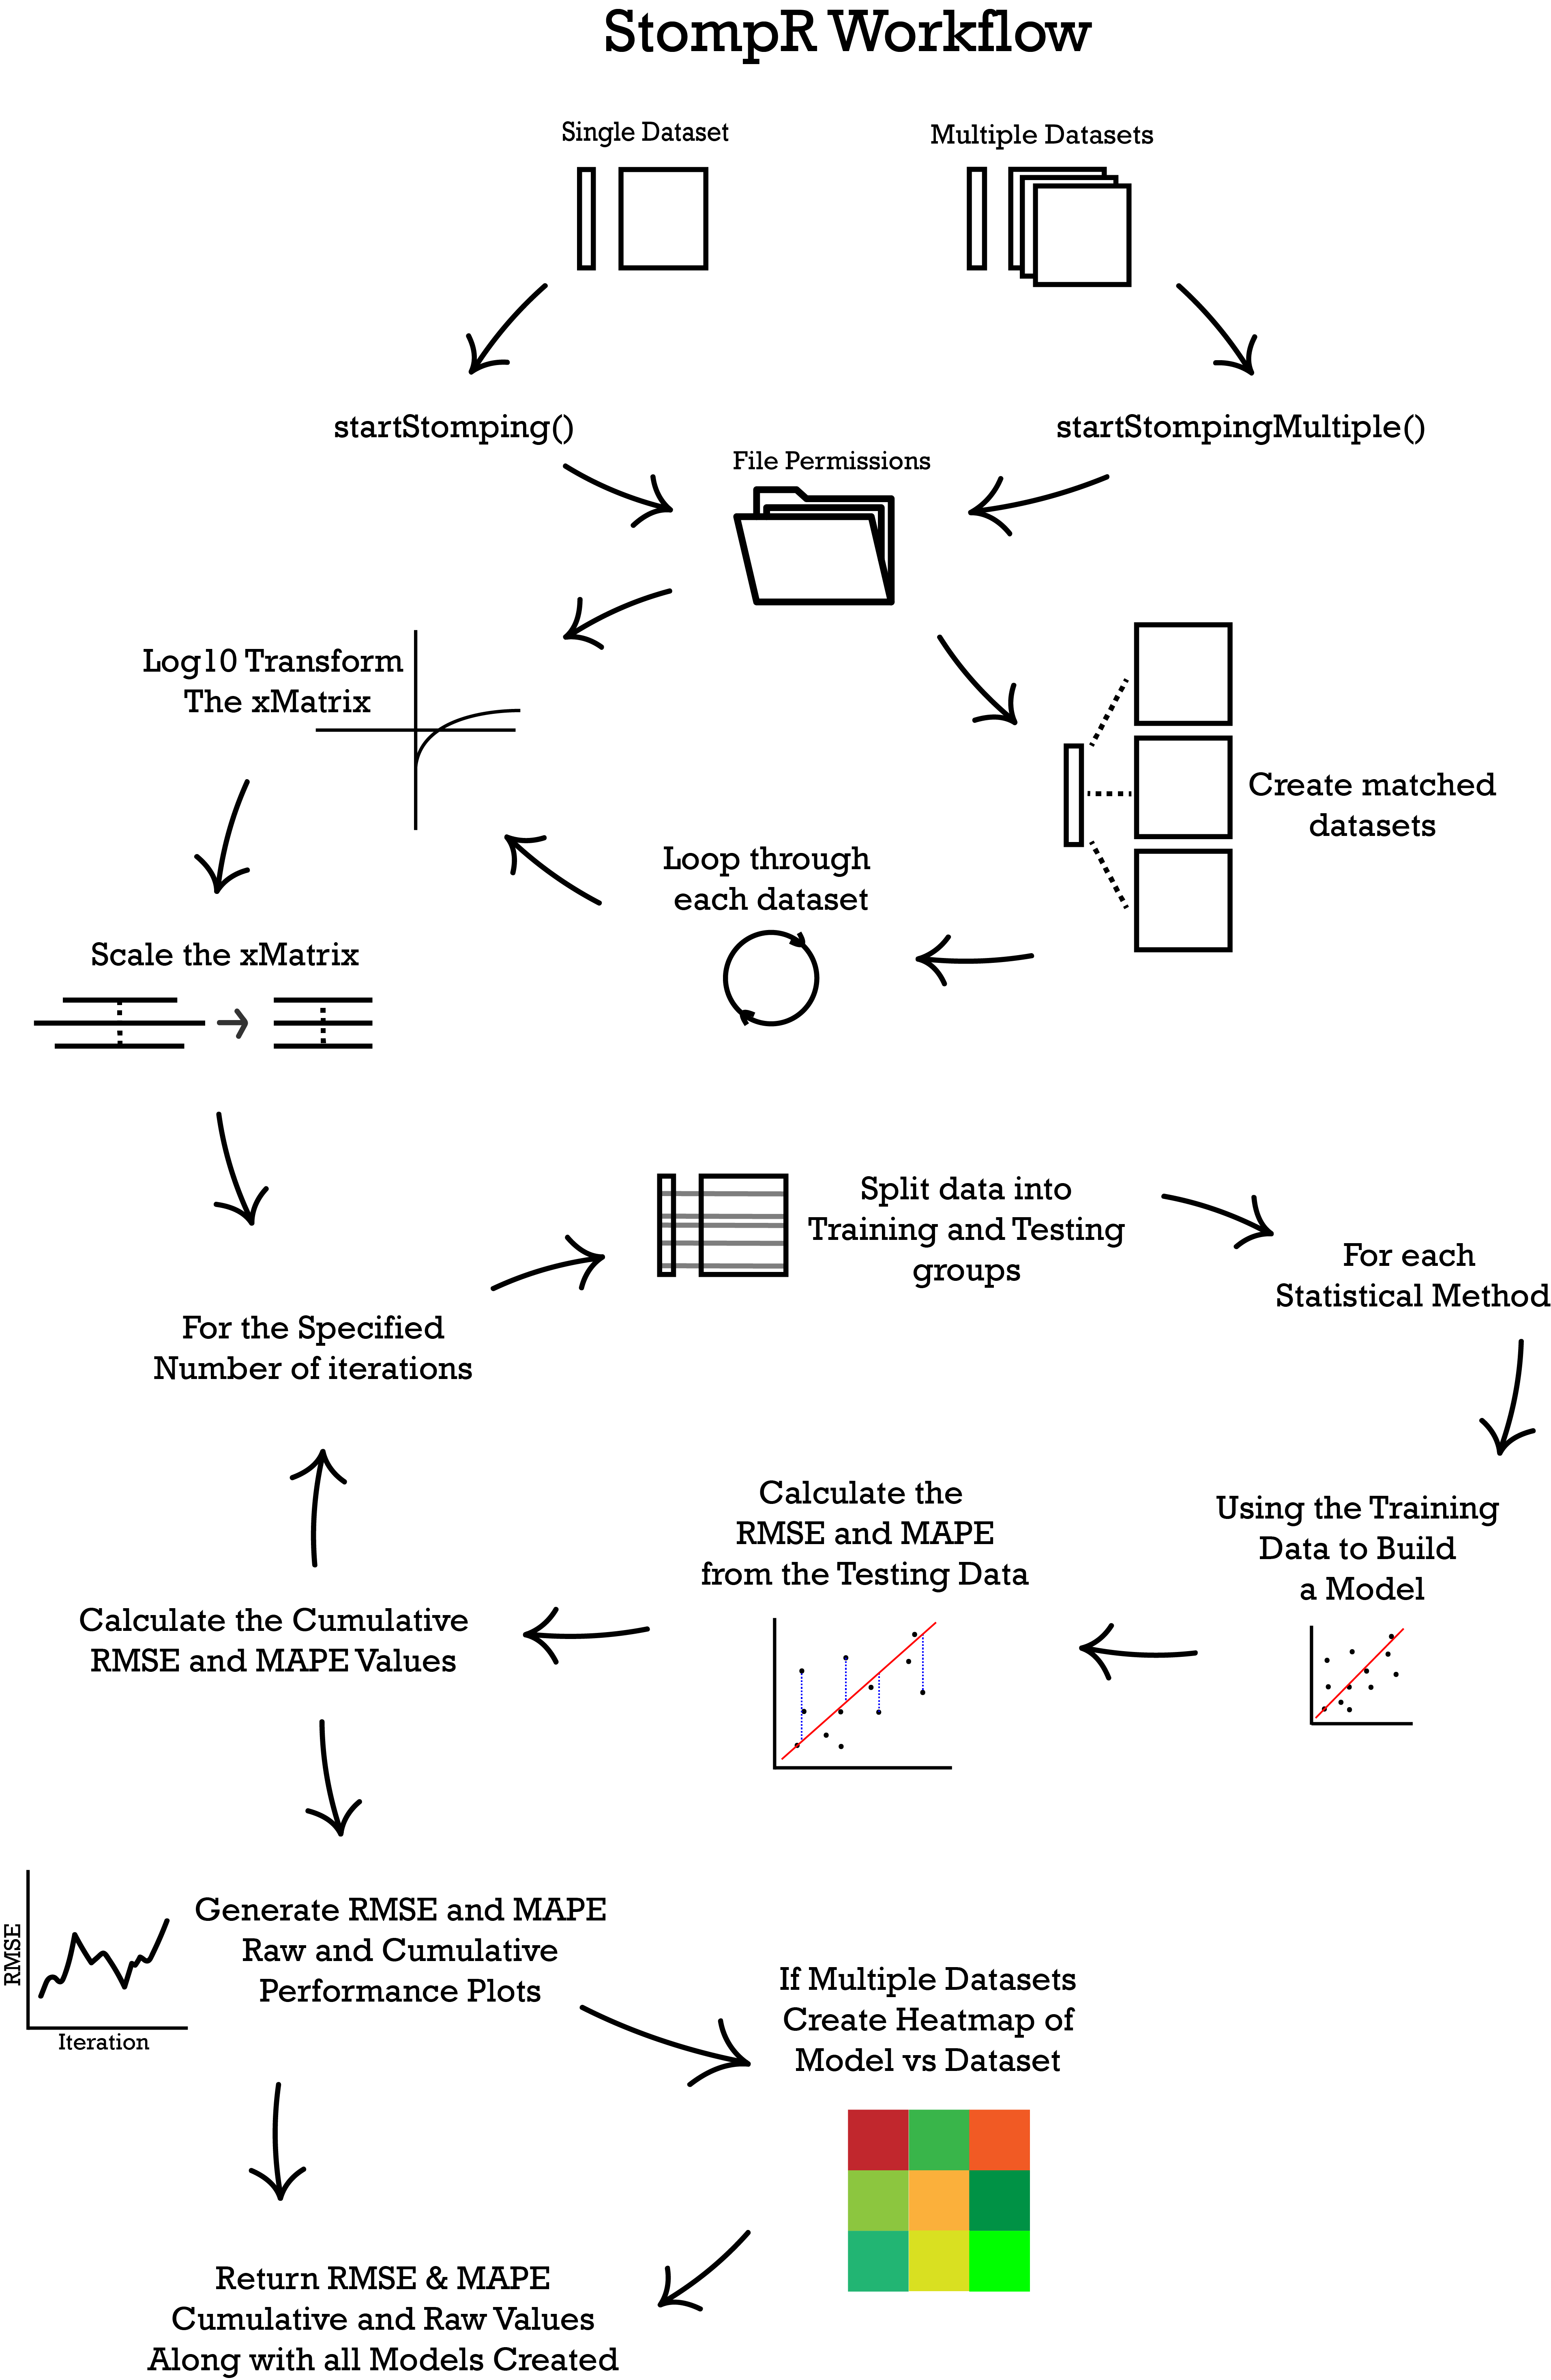 StompR Workflow
Single Dataset
Multiple Datasets
startStomping()
startStompingMultiple()
File Permissions
Log10 Transform
The xMatrix
Create matched
datasets
Loop through
each dataset
Scale the xMatrix
Split data into
Training and Testing
groups
For each
Statistical Method
For the Specified
Number of iterations
Using the Training
Data to Build
a Model
Calculate the
RMSE and MAPE
from the Testing Data
Calculate the Cumulative
RMSE and MAPE Values
Generate RMSE and MAPE
Raw and Cumulative
Performance Plots
RMSE
Iteration
If Multiple Datasets
Create Heatmap of
Model vs Dataset
Return RMSE & MAPE
Cumulative and Raw Values
Along with all Models Created